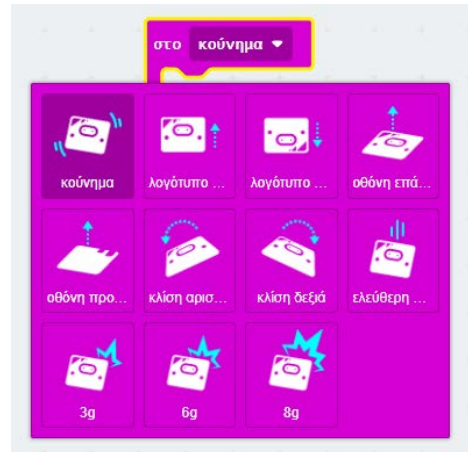 στο κούνημα
κούνημα λογότυπο ... λογότυπο ... οθόνη επά...
οθόνη προ... κλίση αρισ... κλίση δεξιά ελεύθερη ...
3g 6g 8g